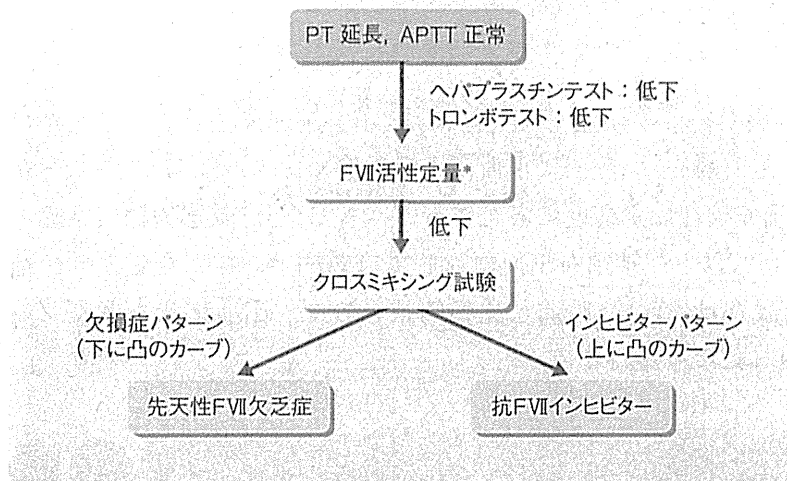 PT 延長, APTT 正常
ヘパプラスチンテスト：低下
トロンボテスト：低下
FⅦ活性定量*
低下
クロスミキシング試験
欠損症パターン
（下に凸のカーブ）
インヒビターパターン
（上に凸のカーブ）
先天性FⅦ欠乏症
抗FⅦインヒビター